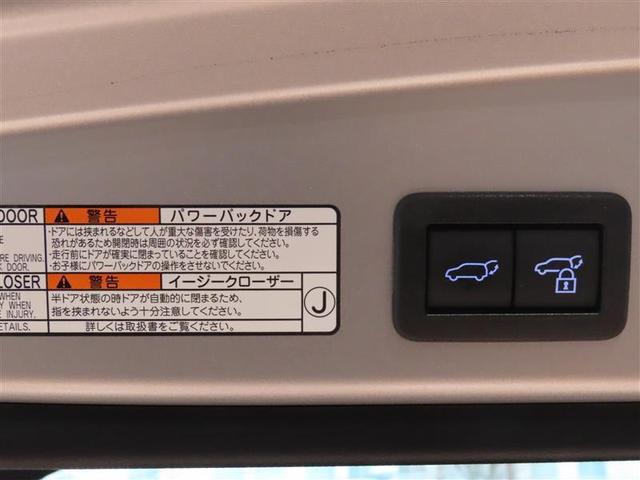 DOOR ⚠ 警告 パワーバックドア
・ドアには挟まれるなどして人が重大な傷害を受けたり、荷物を損傷する
恐れがあるため開閉時は周囲の状況を必ず確認してください。
RE DRIVING. ・走行前にドアが確実に閉まっていることを確認してください。
K DOOR. ・お子様にパワーバックドアの操作をさせないでください。
LOSER ⚠ 警告 イージークローザー
WHEN 半ドア状態の時ドアが自動的に閉まるため、
Y WHEN 指を挟まれないよう十分注意してください。
E INJURY.
ETAILS. 詳しくは取扱書をご覧ください。
J